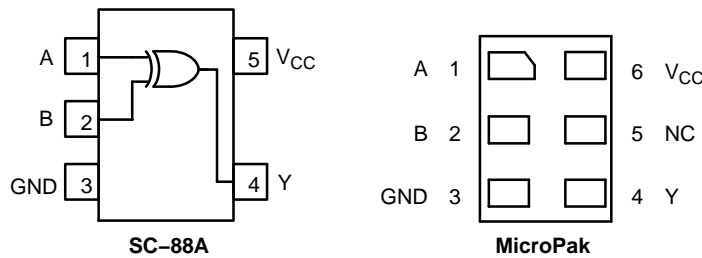 A 1 5 VCC
B 2
GND 3 4 Y
SC–88A
A 1 6 VCC
B 2 5 NC
GND 3 4 Y
MicroPak